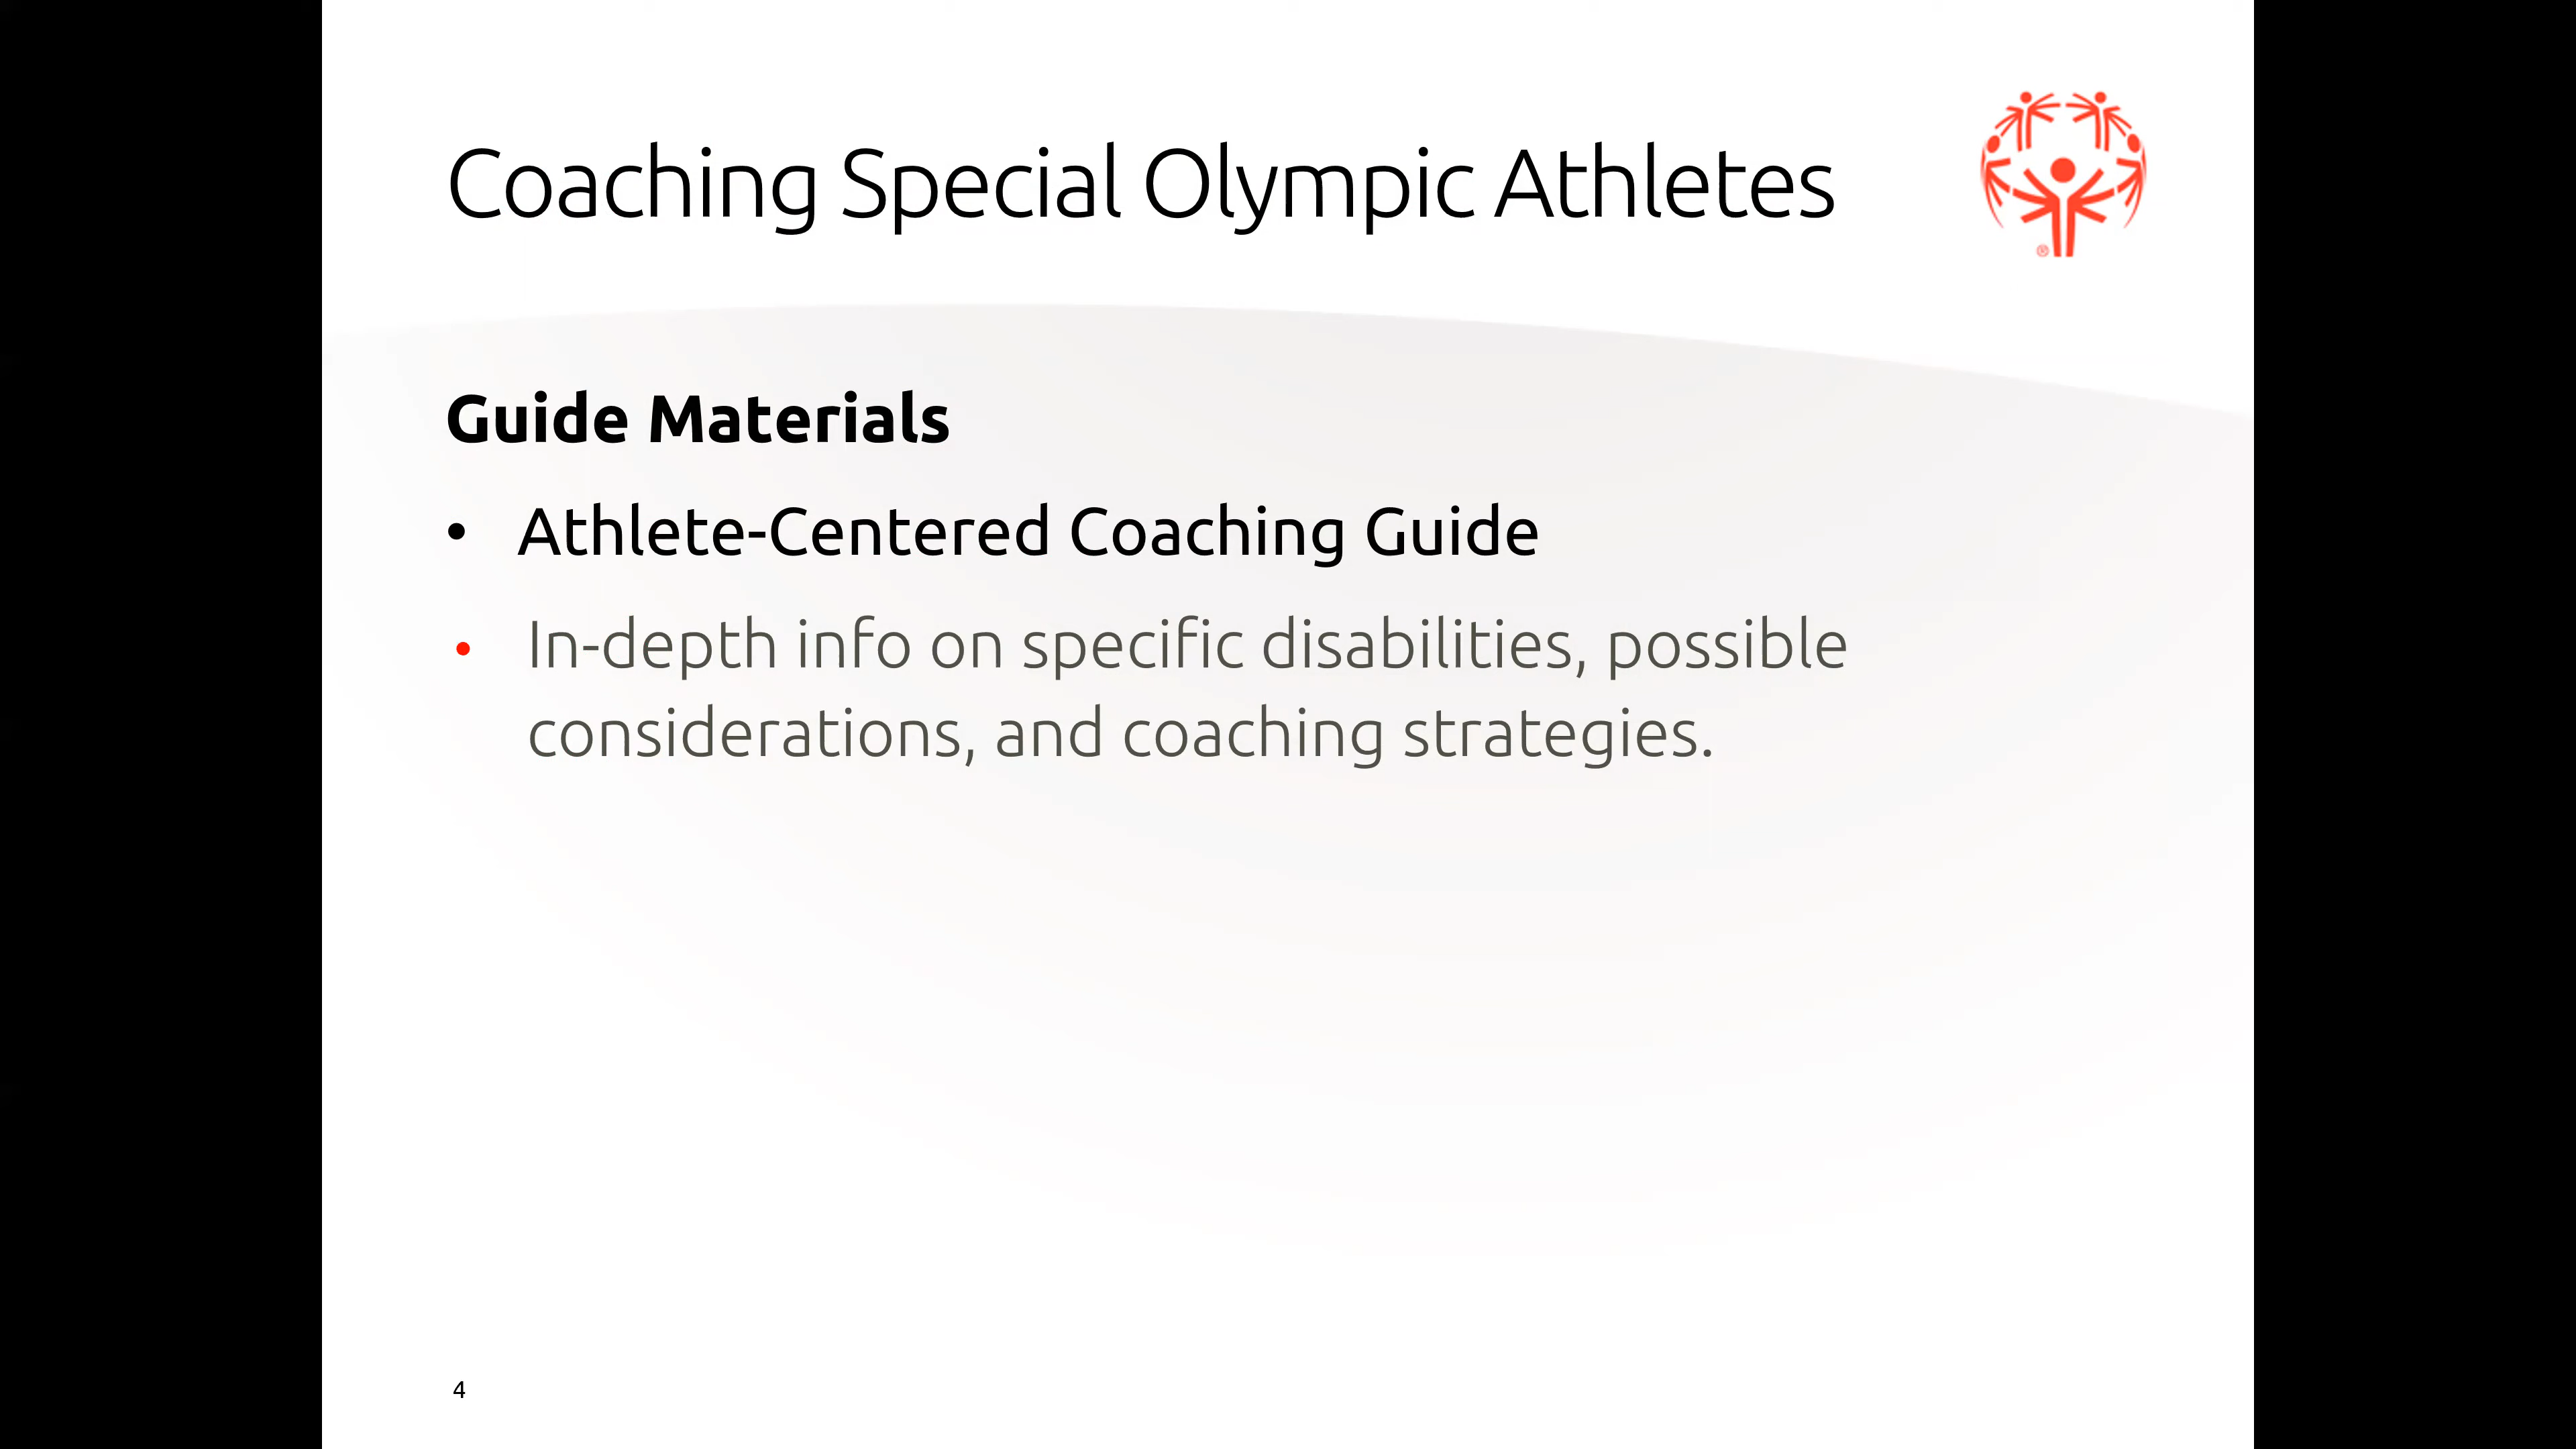 Coaching Special Olympic Athletes
®
Guide Materials
• Athlete-Centered Coaching Guide
• In-depth info on specific disabilities, possible
considerations, and coaching strategies.
4